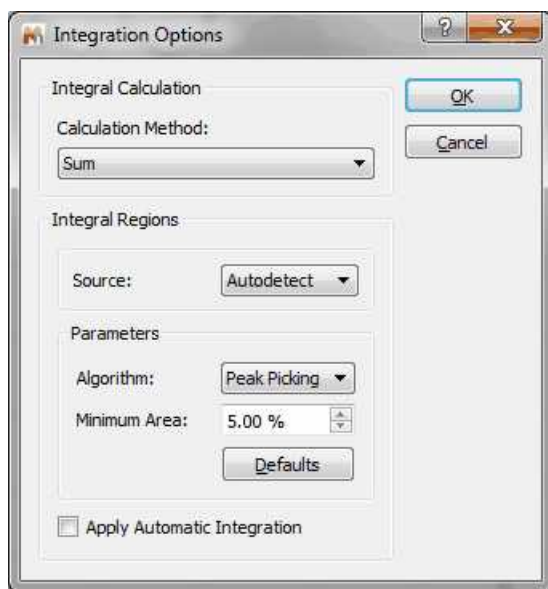 Integration Options
Integral Calculation
OK
Calculation Method:
Cancel
Sum
Integral Regions
Source: Autodetect
Parameters
Algorithm: Peak Picking
Minimum Area: 5.00 %
Defaults
Apply Automatic Integration